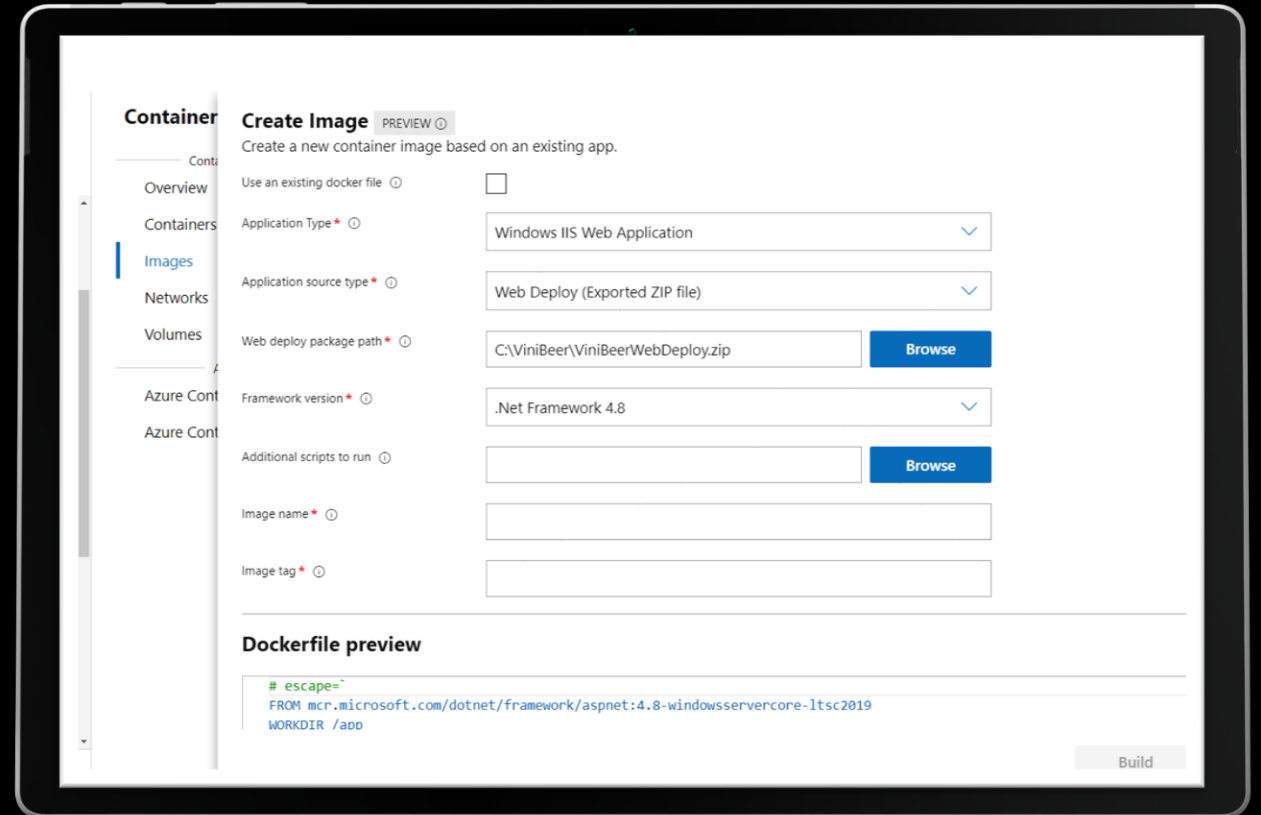 Container
Conta
Overview
Containers
Images
Networks
Volumes
A
Azure Cont
Azure Cont
Create Image PREVIEW
Create a new container image based on an existing app.
Use an existing docker file
Application Type*
Windows IIS Web Application
Application source type*
Web Deploy (Exported ZIP file)
Web deploy package path*
C:\ViniBeer\ViniBeerWebDeploy.zip Browse
Framework version*
.Net Framework 4.8
Additional scripts to run
Browse
Image name*
Image tag*
Dockerfile preview
# escape=`
FROM mcr.microsoft.com/dotnet/framework/aspnet:4.8-windowsservercore-ltsc2019
WORKDIR /app
Build